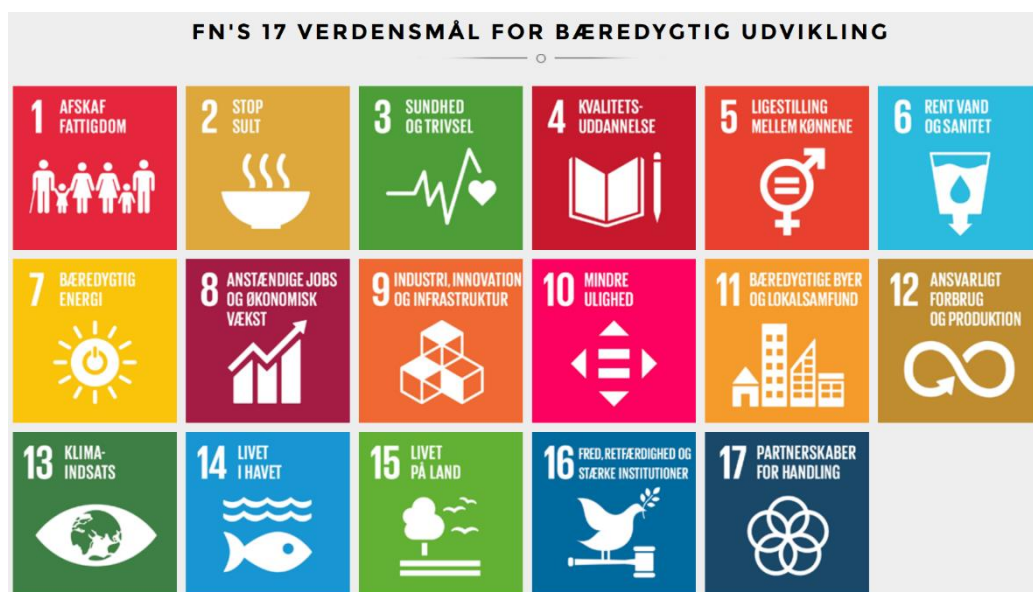 FN'S 17 VERDENSMÅL FOR BÆREDYGTIG UDVIKLING
1 AFSKAF
FATTIGDOM
2 STOP
SULT
3 SUNDHED
OG TRIVSEL
4 KVALITETS-
UDDANNELSE
5 LIGESTILLING
MELLEM KØNNENE
6 RENT VAND
OG SANITET
7 BÆREDYGTIG
ENERGI
8 ANSTÆNDIGE JOBS
OG ØKONOMISK
VÆKST
9 INDUSTRI, INNOVATION
OG INFRASTRUKTUR
10 MINDRE
ULIGHED
11 BÆREDYGTIGE BYER
OG LOKALSAMFUND
12 ANSVARLIGT
FORBRUG
OG PRODUKTION
13 KLIMA-
INDSATS
14 LIVET
I HAVET
15 LIVET
PÅ LAND
16 FRED, RETFÆRDIGHED OG
STÆRKE INSTITUTIONER
17 PARTNERSKABER
FOR HANDLING